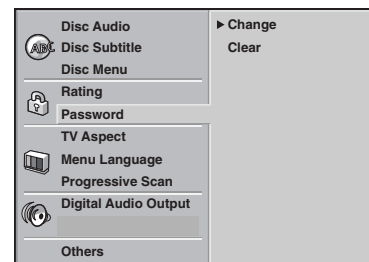 Disc Audio
Disc Subtitle
Disc Menu
Rating
Password
TV Aspect
Menu Language
Progressive Scan
Digital Audio Output
Others
Change
Clear
ABC